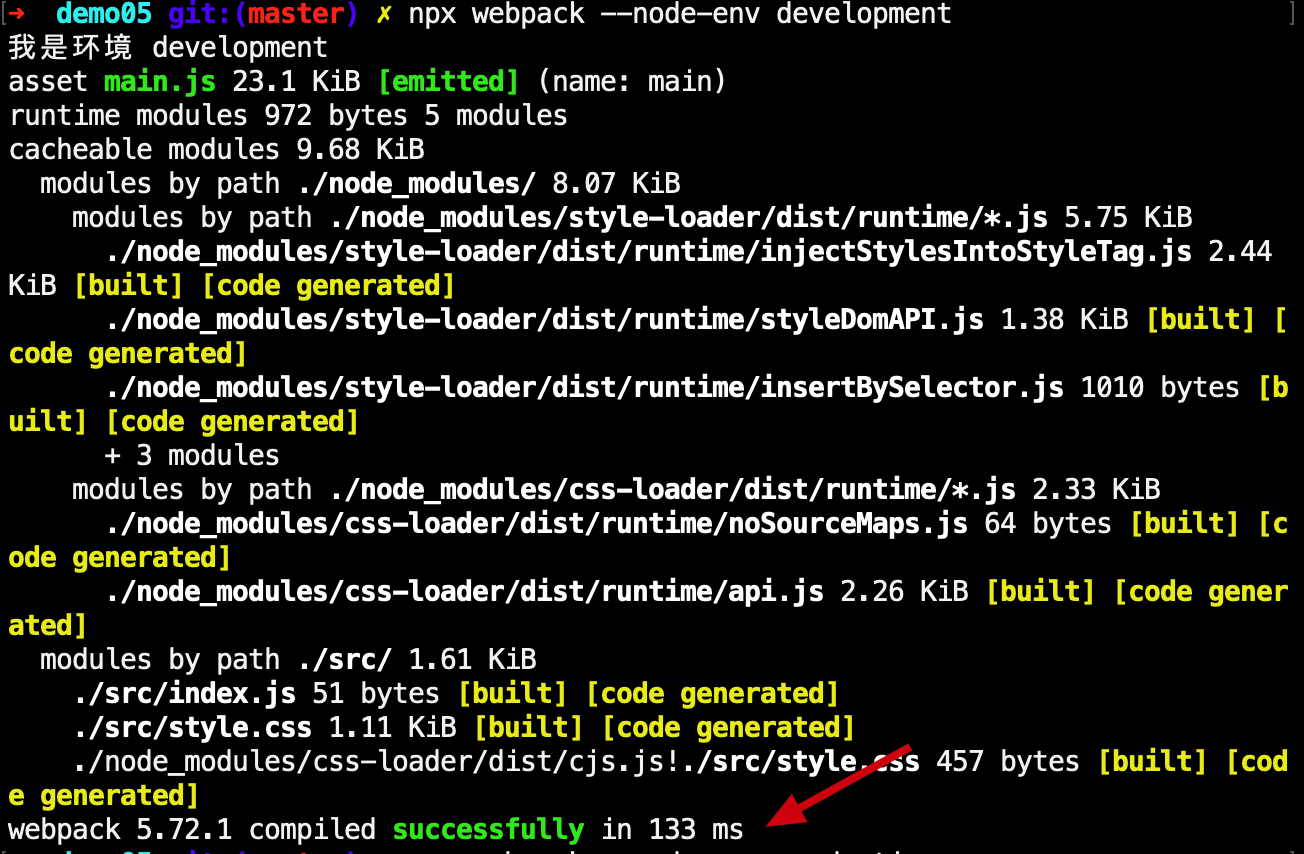 [➜  demo05 git:(master) ✗ npx webpack --node-env development ]
我是环境 development
asset main.js 23.1 KiB [emitted] (name: main)
runtime modules 972 bytes 5 modules
cacheable modules 9.68 KiB
  modules by path ./node_modules/ 8.07 KiB
    modules by path ./node_modules/style-loader/dist/runtime/*.js 5.75 KiB
      ./node_modules/style-loader/dist/runtime/injectStylesIntoStyleTag.js 2.44
KiB [built] [code generated]
      ./node_modules/style-loader/dist/runtime/styleDomAPI.js 1.38 KiB [built] [
code generated]
      ./node_modules/style-loader/dist/runtime/insertBySelector.js 1010 bytes [b
uilt] [code generated]
      + 3 modules
    modules by path ./node_modules/css-loader/dist/runtime/*.js 2.33 KiB
      ./node_modules/css-loader/dist/runtime/noSourceMaps.js 64 bytes [built] [c
ode generated]
      ./node_modules/css-loader/dist/runtime/api.js 2.26 KiB [built] [code gener
ated]
  modules by path ./src/ 1.61 KiB
    ./src/index.js 51 bytes [built] [code generated]
    ./src/style.css 1.11 KiB [built] [code generated]
    ./node_modules/css-loader/dist/cjs.js!./src/style.css 457 bytes [built] [cod
e generated]
webpack 5.72.1 compiled successfully in 133 ms